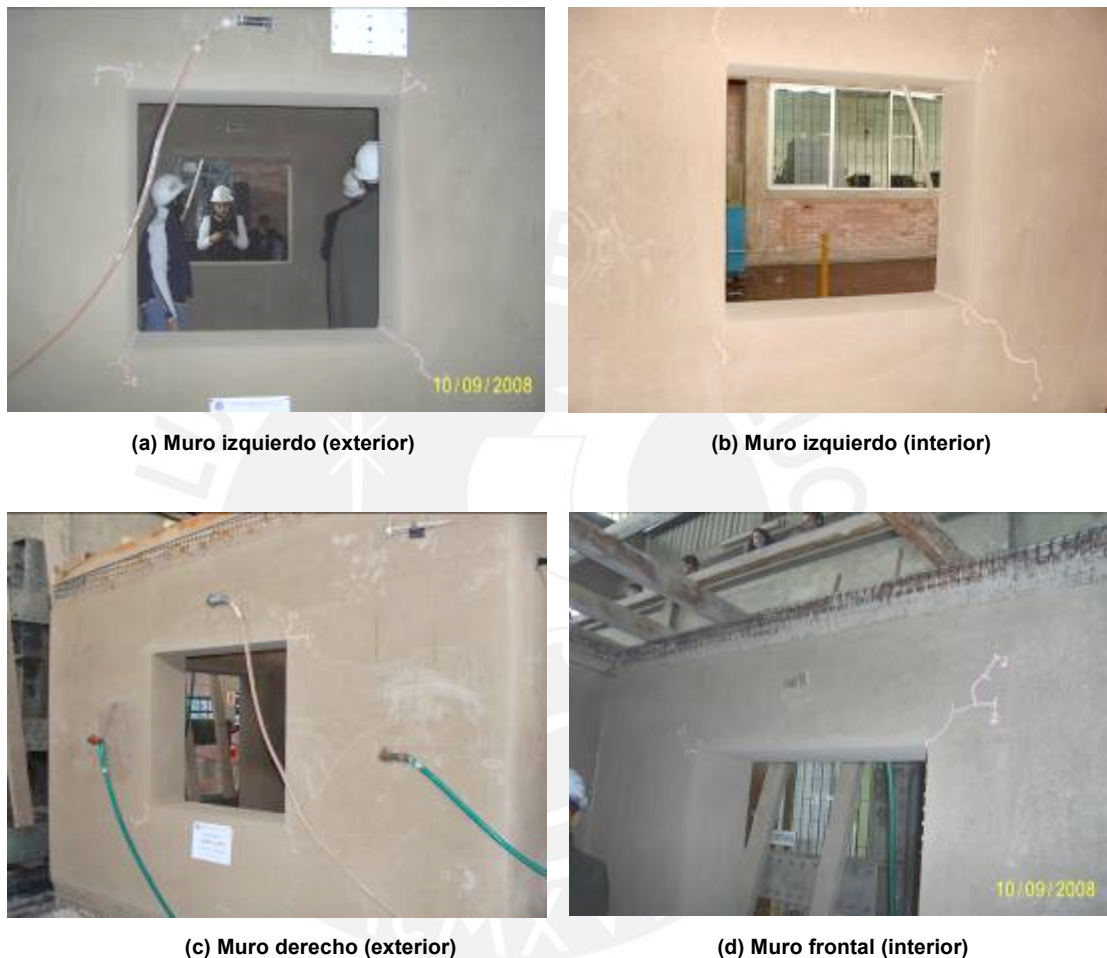 10/09/2008
(a) Muro izquierdo (exterior)
(b) Muro izquierdo (interior)
10/09/2008
(c) Muro derecho (exterior)
(d) Muro frontal (interior)